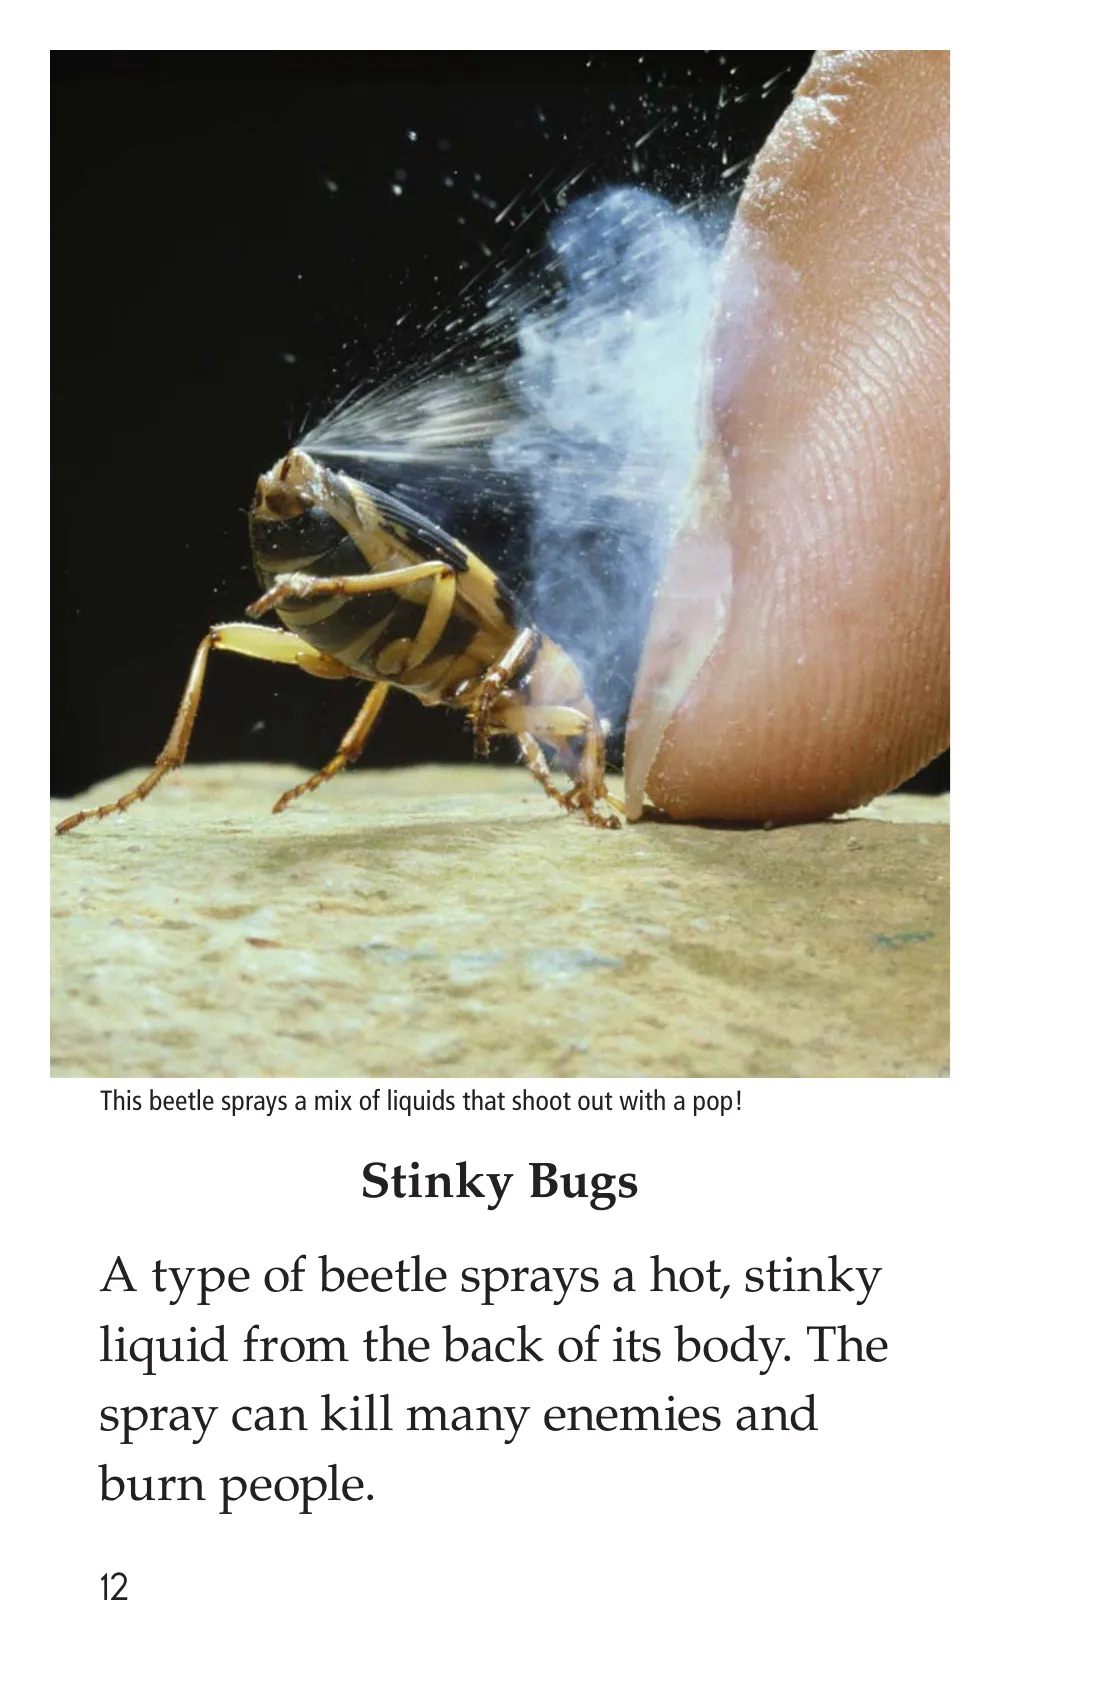 This beetle sprays a mix of liquids that shoot out with a pop!
Stinky Bugs
A type of beetle sprays a hot, stinky
liquid from the back of its body. The
spray can kill many enemies and
burn people.
12